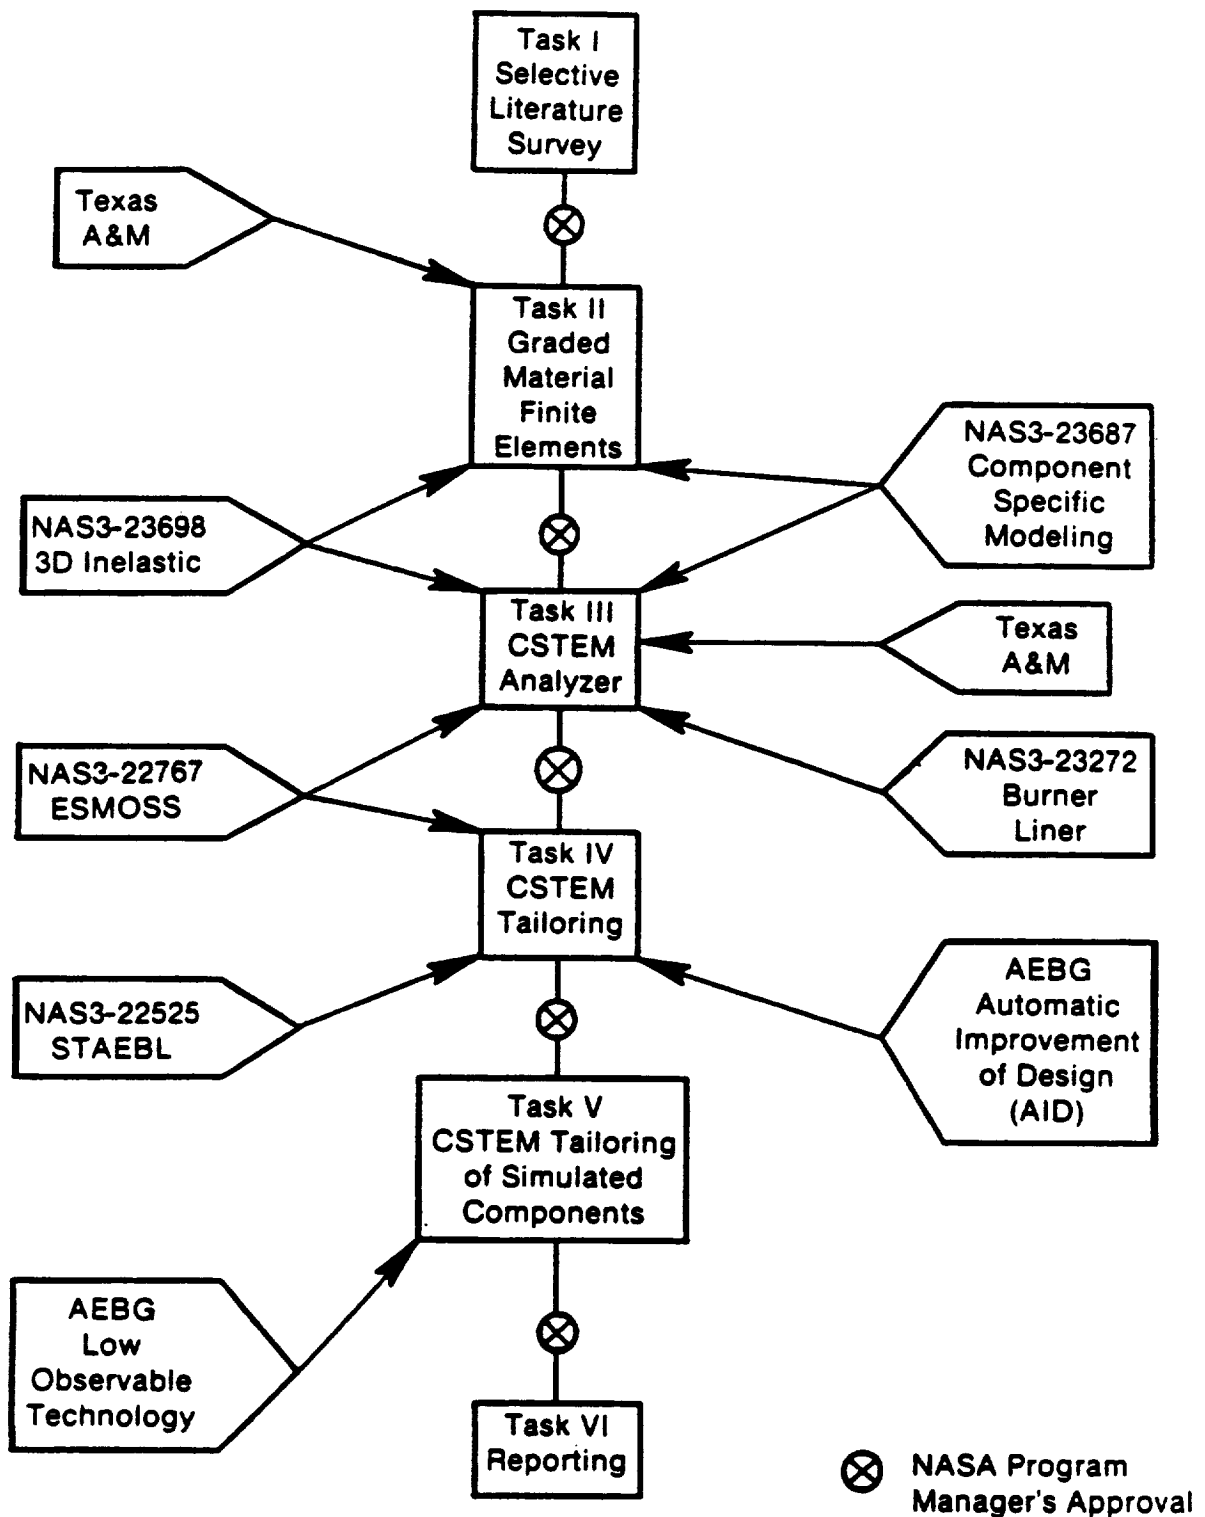 Task I
Selective
Literature
Survey
Texas
A&M
Task II
Graded
Material
Finite
Elements
NAS3-23687
Component
Specific
Modeling
NAS3-23698
3D Inelastic
Task III
CSTEM
Analyzer
Texas
A&M
NAS3-22767
ESMOSS
NAS3-23272
Burner
Liner
Task IV
CSTEM
Tailoring
NAS3-22525
STAEBL
AEBG
Automatic
Improvement
of Design
(AID)
Task V
CSTEM Tailoring
of Simulated
Components
AEBG
Low
Observable
Technology
Task VI
Reporting
NASA Program
Manager's Approval